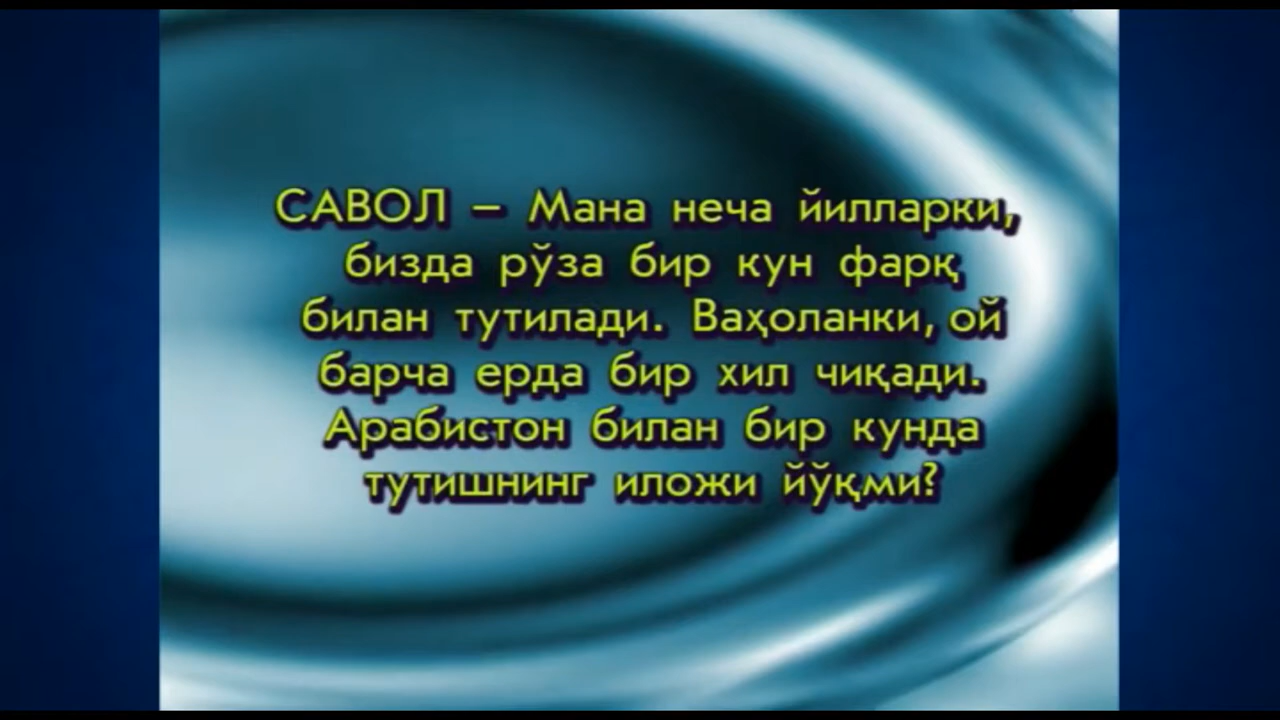 САВОЛ – Мана неча йилларки,
бизда рўза бир кун фарқ
билан тутилади. Ваҳоланки, ой
барча ерда бир хил чиқади.
Арабистон билан бир кунда
тутишнинг иложи йўқми?